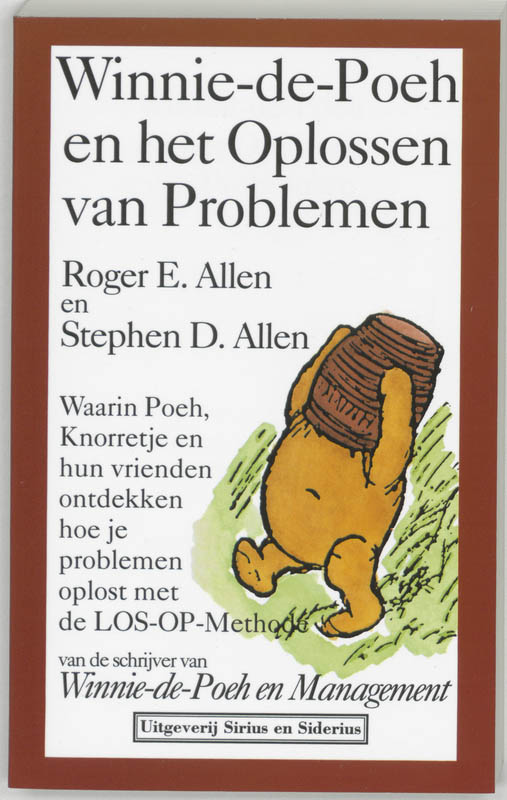 Winnie-de-Poeh
en het Oplossen
van Problemen
Roger E. Allen
en
Stephen D. Allen
Waarin Poeh,
Knorretje en
hun vrienden
ontdekken
hoe je
problemen
oplost met
de LOS-OP-Methode
van de schrijver van
Winnie-de-Poeh en Management
Uitgeverij Sirius en Siderius